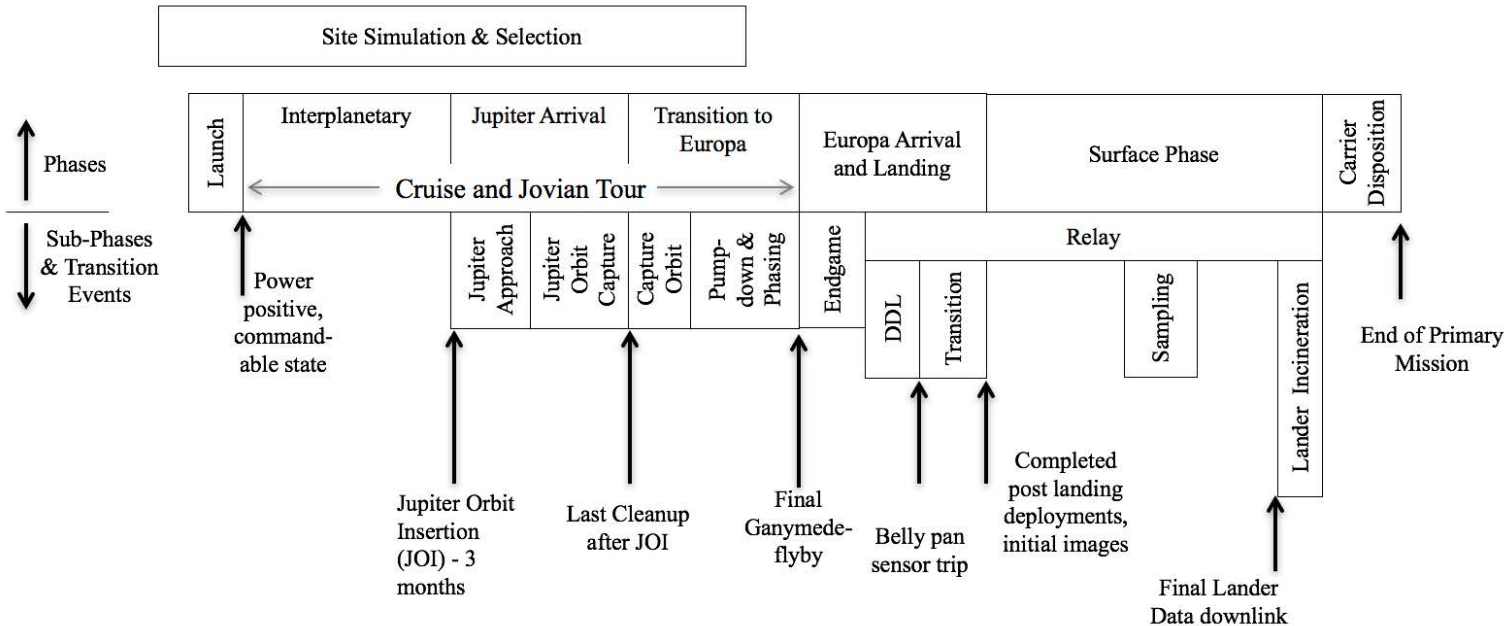 Site Simulation & Selection
Phases
Sub-Phases
& Transition
Events
Launch
Interplanetary
Jupiter Arrival
Transition to
Europa
Cruise and Jovian Tour
Europa Arrival
and Landing
Surface Phase
Carrier
Disposition
Jupiter
Approach
Jupiter
Orbit
Capture
Capture
Orbit
Pump-
down &
Phasing
Endgame
Relay
DDL
Transition
Sampling
Lander Incineration
Power
positive,
command-
able state
Jupiter Orbit
Insertion
(JOI) - 3
months
Last Cleanup
after JOI
Final
Ganymede-
flyby
Belly pan
sensor trip
Completed
post landing
deployments,
initial images
Final Lander
Data downlink
End of Primary
Mission